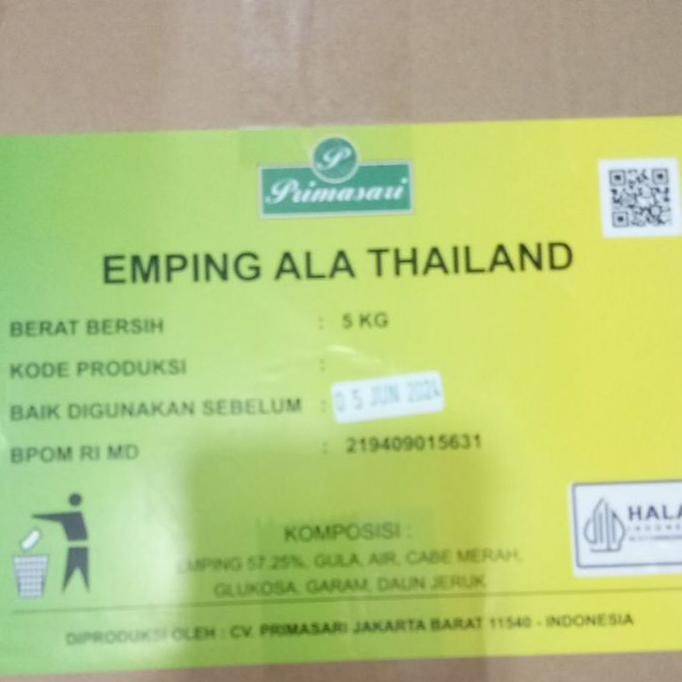 P
Primasari
EMPING ALA THAILAND
BERAT BERSIH : 5 KG
KODE PRODUKSI :
BAIK DIGUNAKAN SEBELUM : 05 JUN 2024
BPOM RI MD : 219409015631
HALA
INDONE
KOMPOSISI :
EMPING 57.25%, GULA, AIR, CABE MERAH,
GLUKOSA, GARAM, DAUN JERUK
DIPRODUKSI OLEH : CV. PRIMASARI JAKARTA BARAT 11540 - INDONESIA